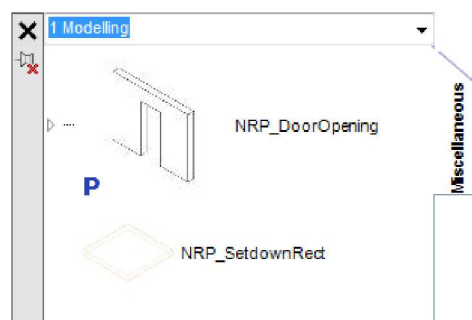 1 Modelling
NRP_DoorOpening
P
NRP_SetdownRect
Miscellaneous